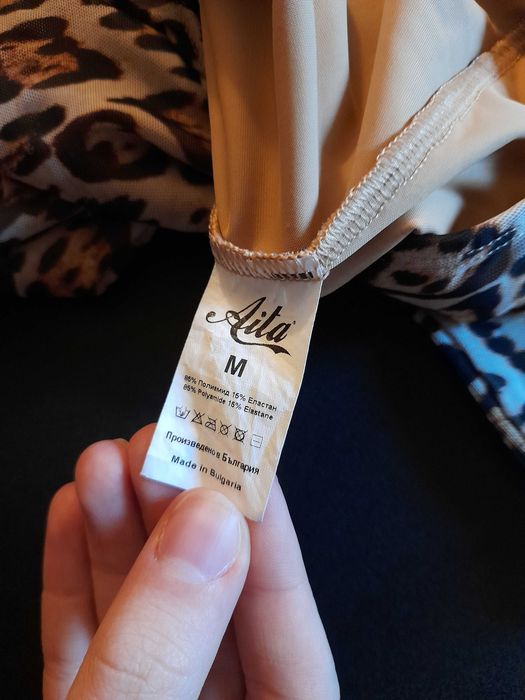 Aita
M
85% Полиамид 15% Еластан
85% Polyamide 15% Elastane
Произведено в България
Made in Bulgaria